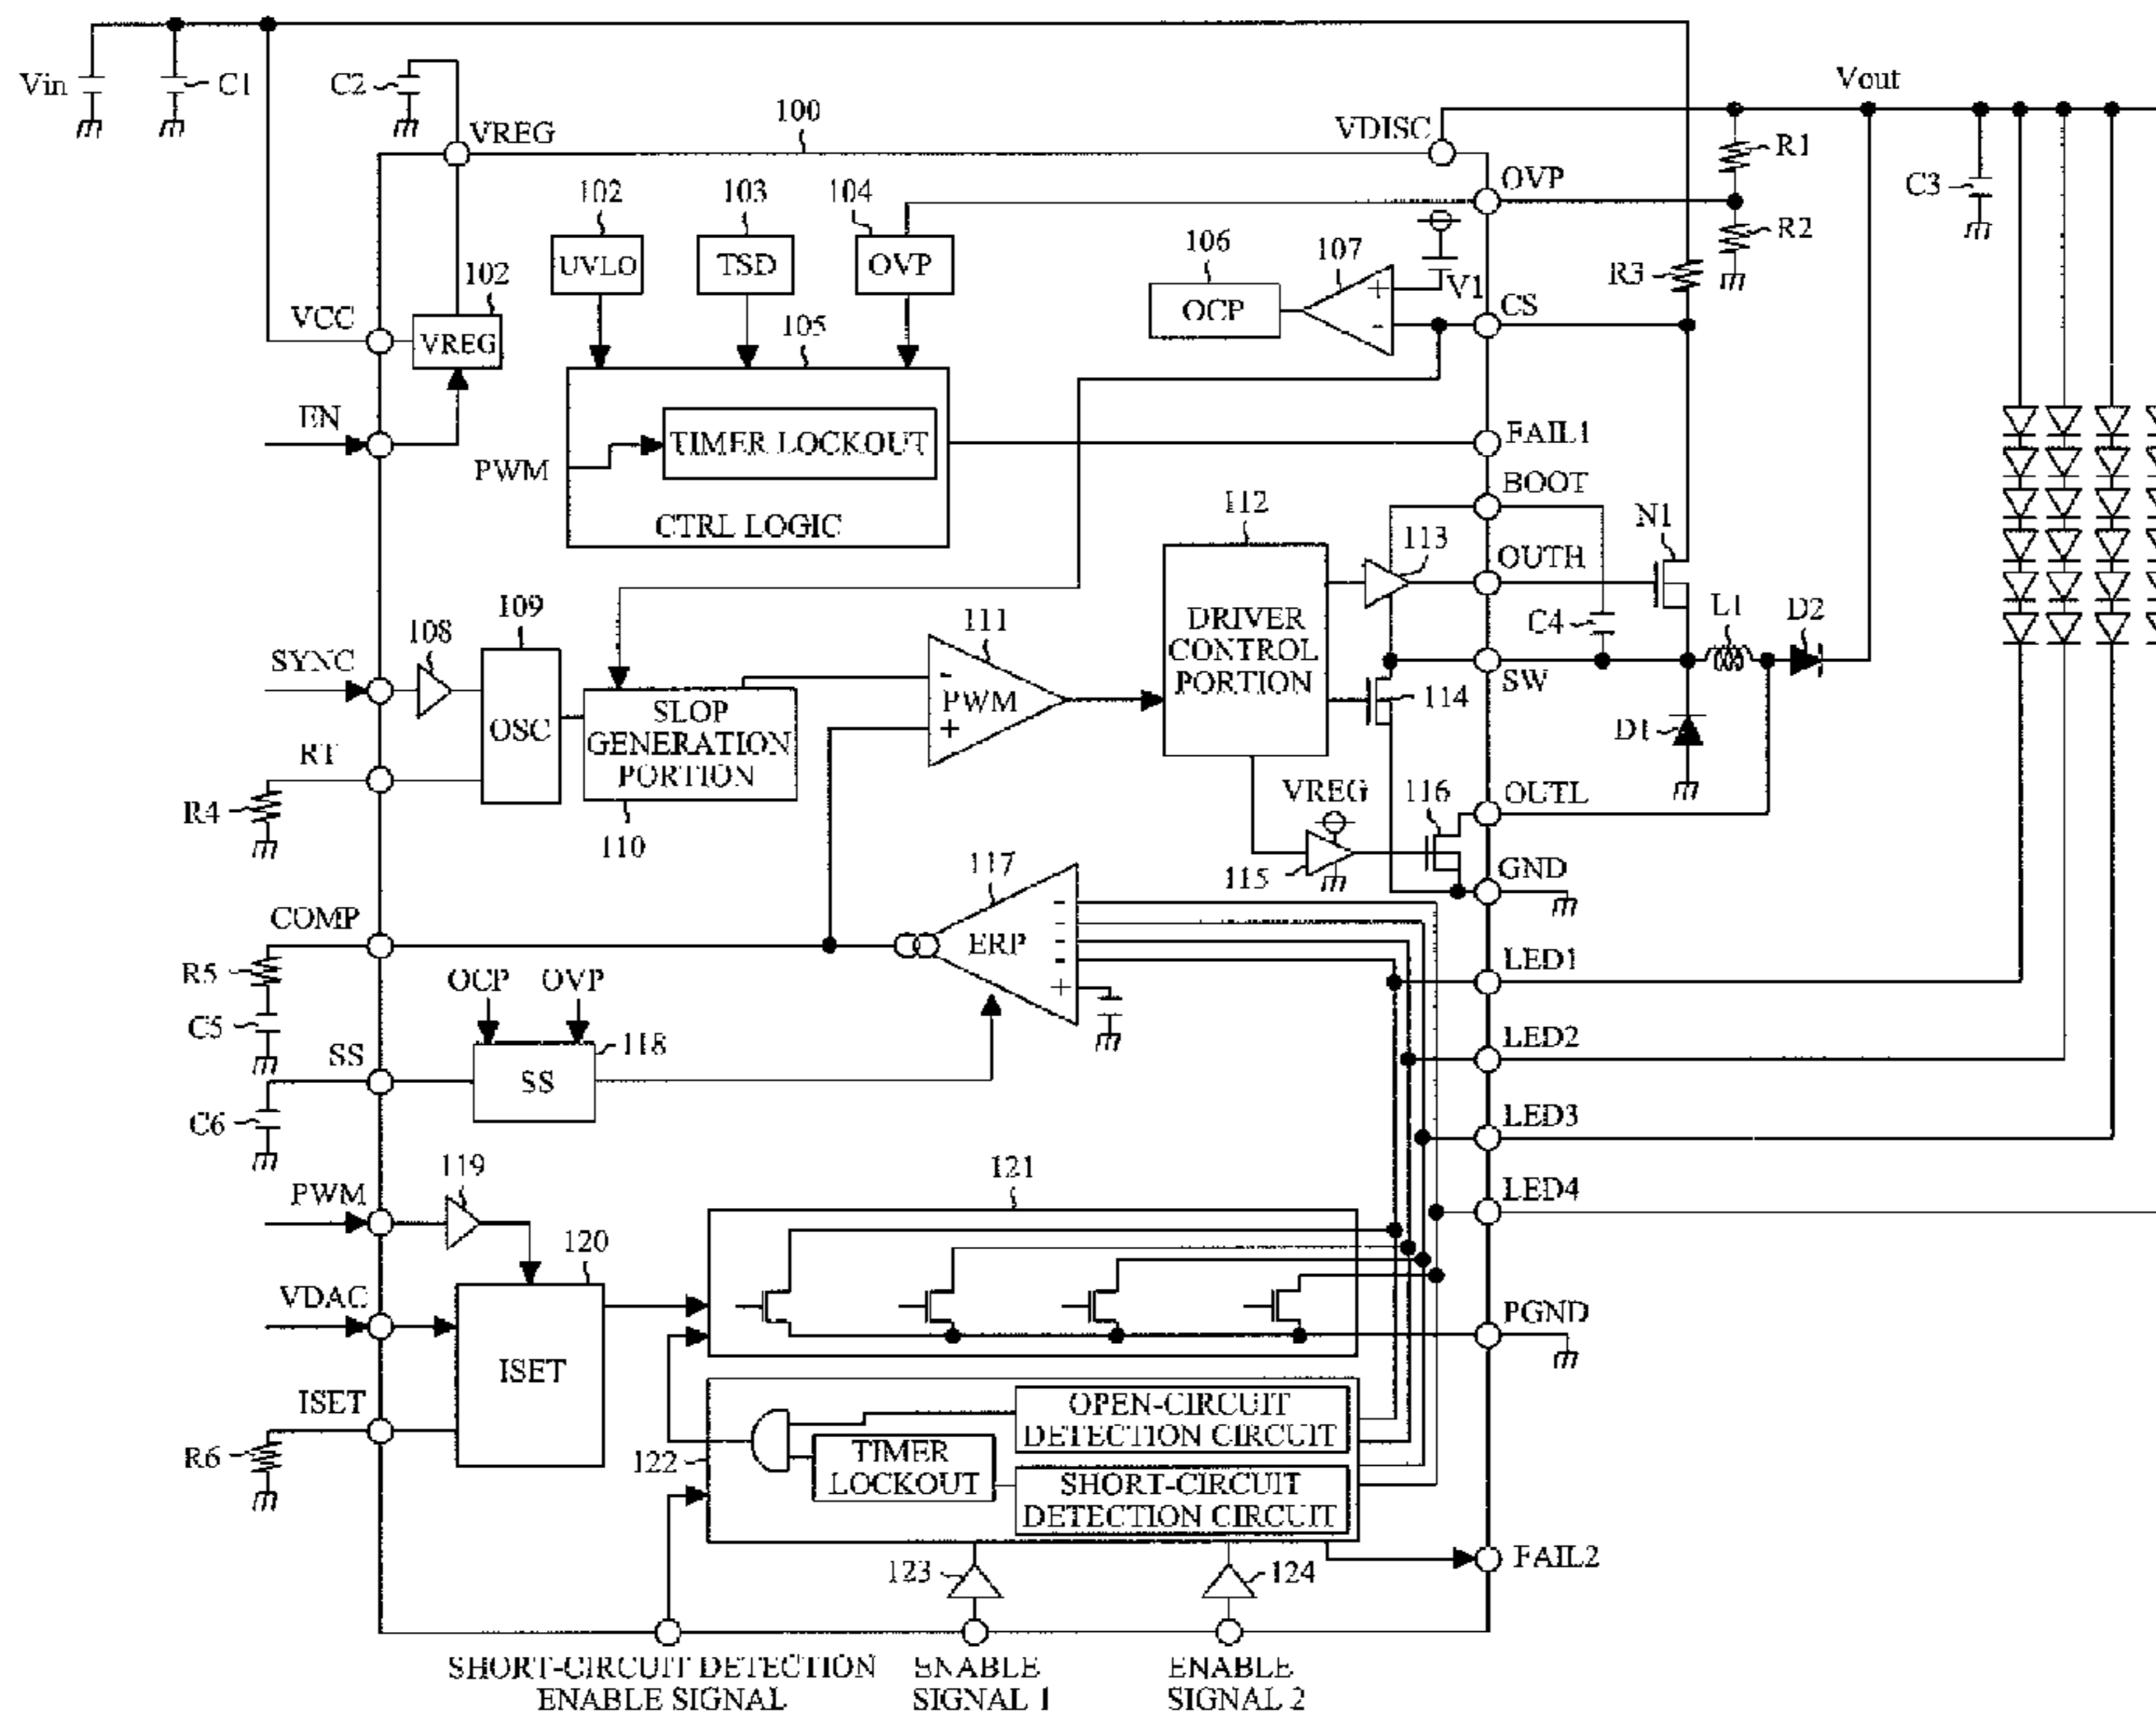 Vin
C1
C2
VREG
100
VDISC
Vout
R1
OVP
C3
R2
102
103
104
UVLO
TSD
OVP
106
107
OCP
+
-
V1
R3
CS
VCC
102
VREG
105
EN
PWM
TIMER LOCKOUT
CTRL LOGIC
FAIL1
BOOT
N1
112
113
OUTH
DRIVER
CONTROL
PORTION
C4
L1
D2
SW
114
D1
109
108
SYNC
OSC
111
-
PWM
+
SLOP
GENERATION
PORTION
110
RT
R4
VREG
116
OUTL
115
GND
117
COMP
ERP
-
-
-
-
+
LED1
R5
C5
OCP
OVP
118
SS
SS
C6
LED2
LED3
LED4
PWM
119
121
120
VDAC
PGND
ISET
ISET
R6
OPEN-CIRCUIT
DETECTION CIRCUIT
122
TIMER
LOCKOUT
SHORT-CIRCUIT
DETECTION CIRCUIT
123
124
FAIL2
SHORT-CIRCUIT DETECTION
ENABLE SIGNAL
ENABLE
SIGNAL 1
ENABLE
SIGNAL 2